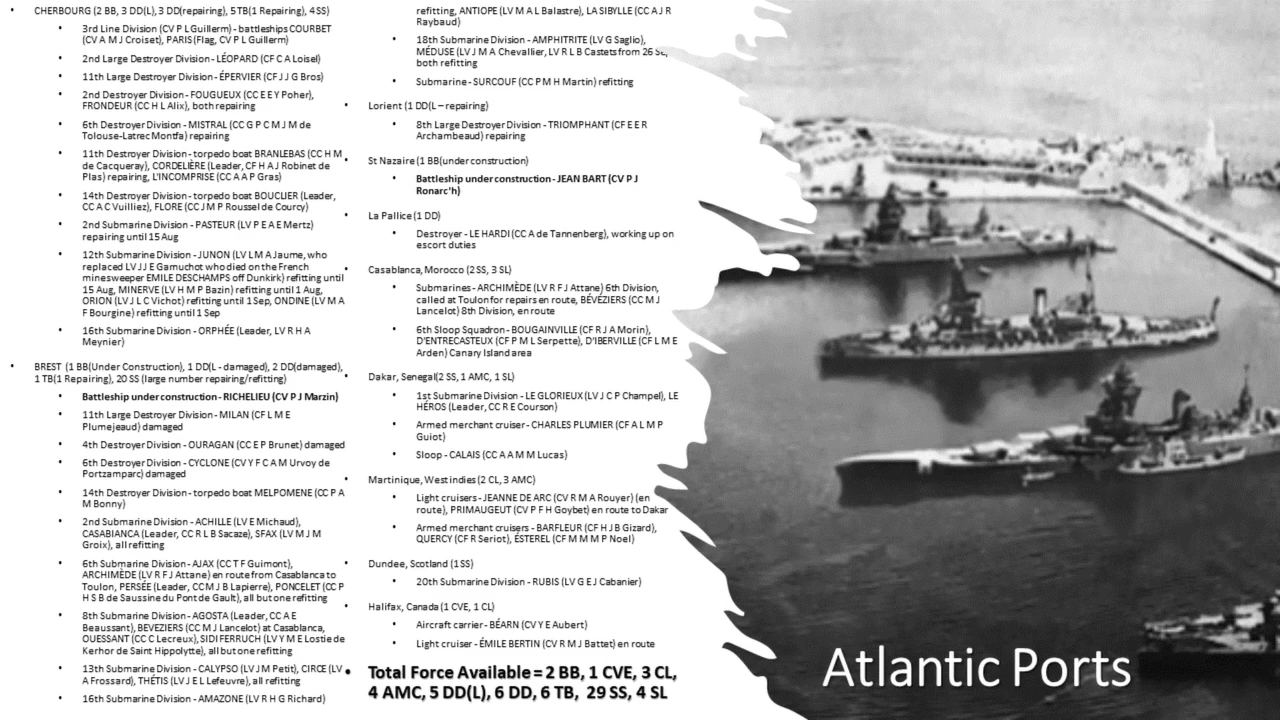 CHERBOURG (2 BB, 3 DD(L), 3 DD(repairing), 5TB(1 Repairing), 4SS)
3rd Line Division (CV P L Guillerm) - battleships COURBET
(CV A M J Croiset), PARIS (Flag, CV P L Guillerm)
2nd Large Destroyer Division - LÉOPARD (CF C A Loisel)
11th Large Destroyer Division - ÉPERVIER (CF J J G Bros)
2nd Destroyer Division - FOUGUEUX (CC E E Y Poher),
FRONDEUR (CC H L Alix), both repairing
6th Destroyer Division - MISTRAL (CC G P C M J M de
Tolouse-Latrec Montfa) repairing
11th Destroyer Division - torpedo boat BRANLEBAS (CC H M
de Cacqueray), CORDELIÈRE (Leader, CF H A J Robinet de
Plas) repairing, L'INCOMPRISE (CC A A P Gras)
14th Destroyer Division - torpedo boat BOUCLIER (Leader,
CC A C Vuilliez), FLORE (CC J M P Roussel de Courcy)
2nd Submarine Division - PASTEUR (LV P E A E Mertz)
repairing until 15 Aug
12th Submarine Division - JUNON (LV L M A Jaume, who
replaced LV J J E Gamuchot who died on the French
minesweeper EMILE DESCHAMPS off Dunkirk) refitting until
15 Aug, MINERVE (LV H M P Bazin) refitting until 1 Aug,
ORION (LV J L C Vichot) refitting until 1 Sep, ONDINE (LV M A
F Bourgine) refitting until 1 Sep
16th Submarine Division - ORPHÉE (Leader, LV R H A
Meynier)
BREST (1 BB(Under Construction), 1 DD(L - damaged), 2 DD(damaged),
1 TB(1 Repairing), 20 SS (large number repairing/refitting)
Battleship under construction - RICHELIEU (CV P J Marzin)
11th Large Destroyer Division - MILAN (CF L M E
Plumejeaud) damaged
4th Destroyer Division - OURAGAN (CC E P Brunet) damaged
6th Destroyer Division - CYCLONE (CV Y F C A M Urvoy de
Portzamparc) damaged
14th Destroyer Division - torpedo boat MELPOMENE (CC P A
M Bonny)
2nd Submarine Division - ACHILLE (LV E Michaud),
CASABIANCA (Leader, CC R L B Sacaze), SFAX (LV M J M
Groix), all refitting
6th Submarine Division - AJAX (CC T F Guimont),
ARCHIMÈDE (LV R F J Attane) en route from Casablanca to
Toulon, PERSÉE (Leader, CC M J B Lapierre), PONCELET (CC P
H S B de Saussine du Pont de Gault), all but one refitting
8th Submarine Division - AGOSTA (Leader, CC A E
Beaussant), BEVEZIERS (CC M J Lancelot) at Casablanca,
OUESSANT (CC C Lecreux), SIDI FERRUCH (LV Y M E Lostie de
Kerhor de Saint Hippolytte), all but one refitting
13th Submarine Division - CALYPSO (LV J M Petit), CIRCE (LV
A Frossard), THÉTIS (LV J E L Lefeuvre), all refitting
16th Submarine Division - AMAZONE (LV R H G Richard)
refitting, ANTIOPE (LV M A L Balastre), LA SIBYLLE (CC A J R
Raybaud)
18th Submarine Division - AMPHITRITE (LV G Saglio),
MÉDUSE (LV J M A Chevallier, LV R L B Castets from 26
both refitting
Submarine - SURCOUF (CC P M H Martin) refitting
Lorient (1 DD(L – repairing)
8th Large Destroyer Division - TRIOMPHANT (CF E E R
Archambeaud) repairing
St Nazaire (1 BB(under construction)
Battleship under construction - JEAN BART (CV P J
Ronarc'h)
La Pallice (1 DD)
Destroyer - LE HARDI (CC A de Tannenberg), working up on
escort duties
Casablanca, Morocco (2 SS, 3 SL)
Submarines - ARCHIMÈDE (LV R F J Attane) 6th Division,
called at Toulon for repairs en route, BÉVÉZIERS (CC M J
Lancelot) 8th Division, en route
6th Sloop Squadron - BOUGAINVILLE (CF R J A Morin),
D'ENTRECASTEUX (CF P M L Serpette), D'IBERVILLE (CF L M E
Arden) Canary Island area
Dakar, Senegal(2 SS, 1 AMC, 1 SL)
1st Submarine Division - LE GLORIEUX (LV J C P Champel), LE
HÉROS (Leader, CC R E Courson)
Armed merchant cruiser - CHARLES PLUMIER (CF A L M P
Guiot)
Sloop - CALAIS (CC A A M M Lucas)
Martinique, West indies (2 CL, 3 AMC)
Light cruisers - JEANNE DE ARC (CV R M A Rouyer) (en
route), PRIMAUGEUT (CV P F H Goybet) en route to Dakar
Armed merchant cruisers - BARFLEUR (CF H J B Gizard),
QUERCY (CF R Seriot), ÉSTEREL (CF M M M P Noel)
Dundee, Scotland (1SS)
20th Submarine Division - RUBIS (LV G E J Cabanier)
Halifax, Canada (1 CVE, 1 CL)
Aircraft carrier - BÉARN (CV Y E Aubert)
Light cruiser - ÉMILE BERTIN (CV R M J Battet) en route
Total Force Available = 2 BB, 1 CVE, 3 CL,
4 AMC, 5 DD(L), 6 DD, 6 TB, 29 SS, 4 SL
Atlantic Ports